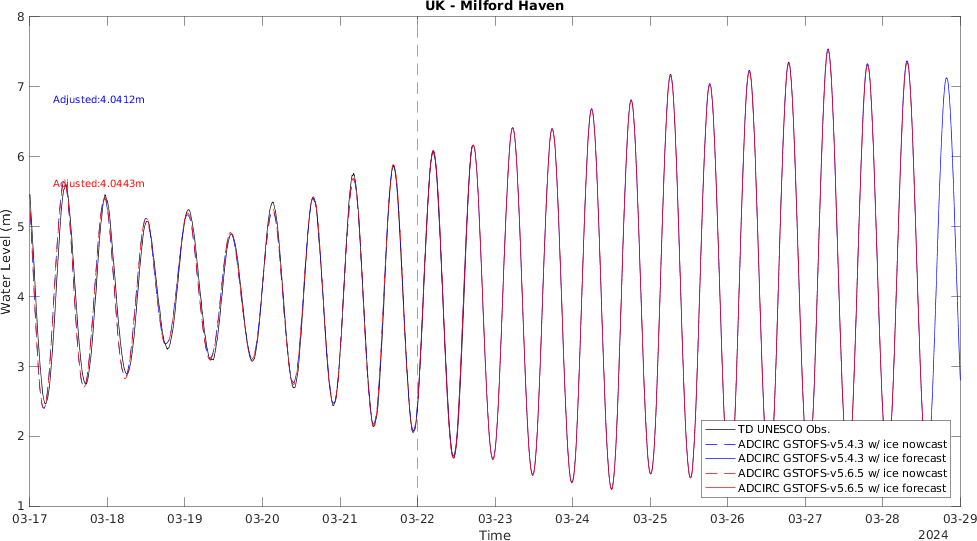 UK - Milford Haven
8
7
6
5
4
3
2
1
Water Level (m)
Adjusted:4.0412m
Adjusted:4.0443m
TD UNESCO Obs.
ADCIRC GSTOFS-v5.4.3 w/ ice nowcast
ADCIRC GSTOFS-v5.4.3 w/ ice forecast
ADCIRC GSTOFS-v5.6.5 w/ ice nowcast
ADCIRC GSTOFS-v5.6.5 w/ ice forecast
03-17 03-18 03-19 03-20 03-21 03-22 03-23 03-24 03-25 03-26 03-27 03-28 03-29
Time
2024